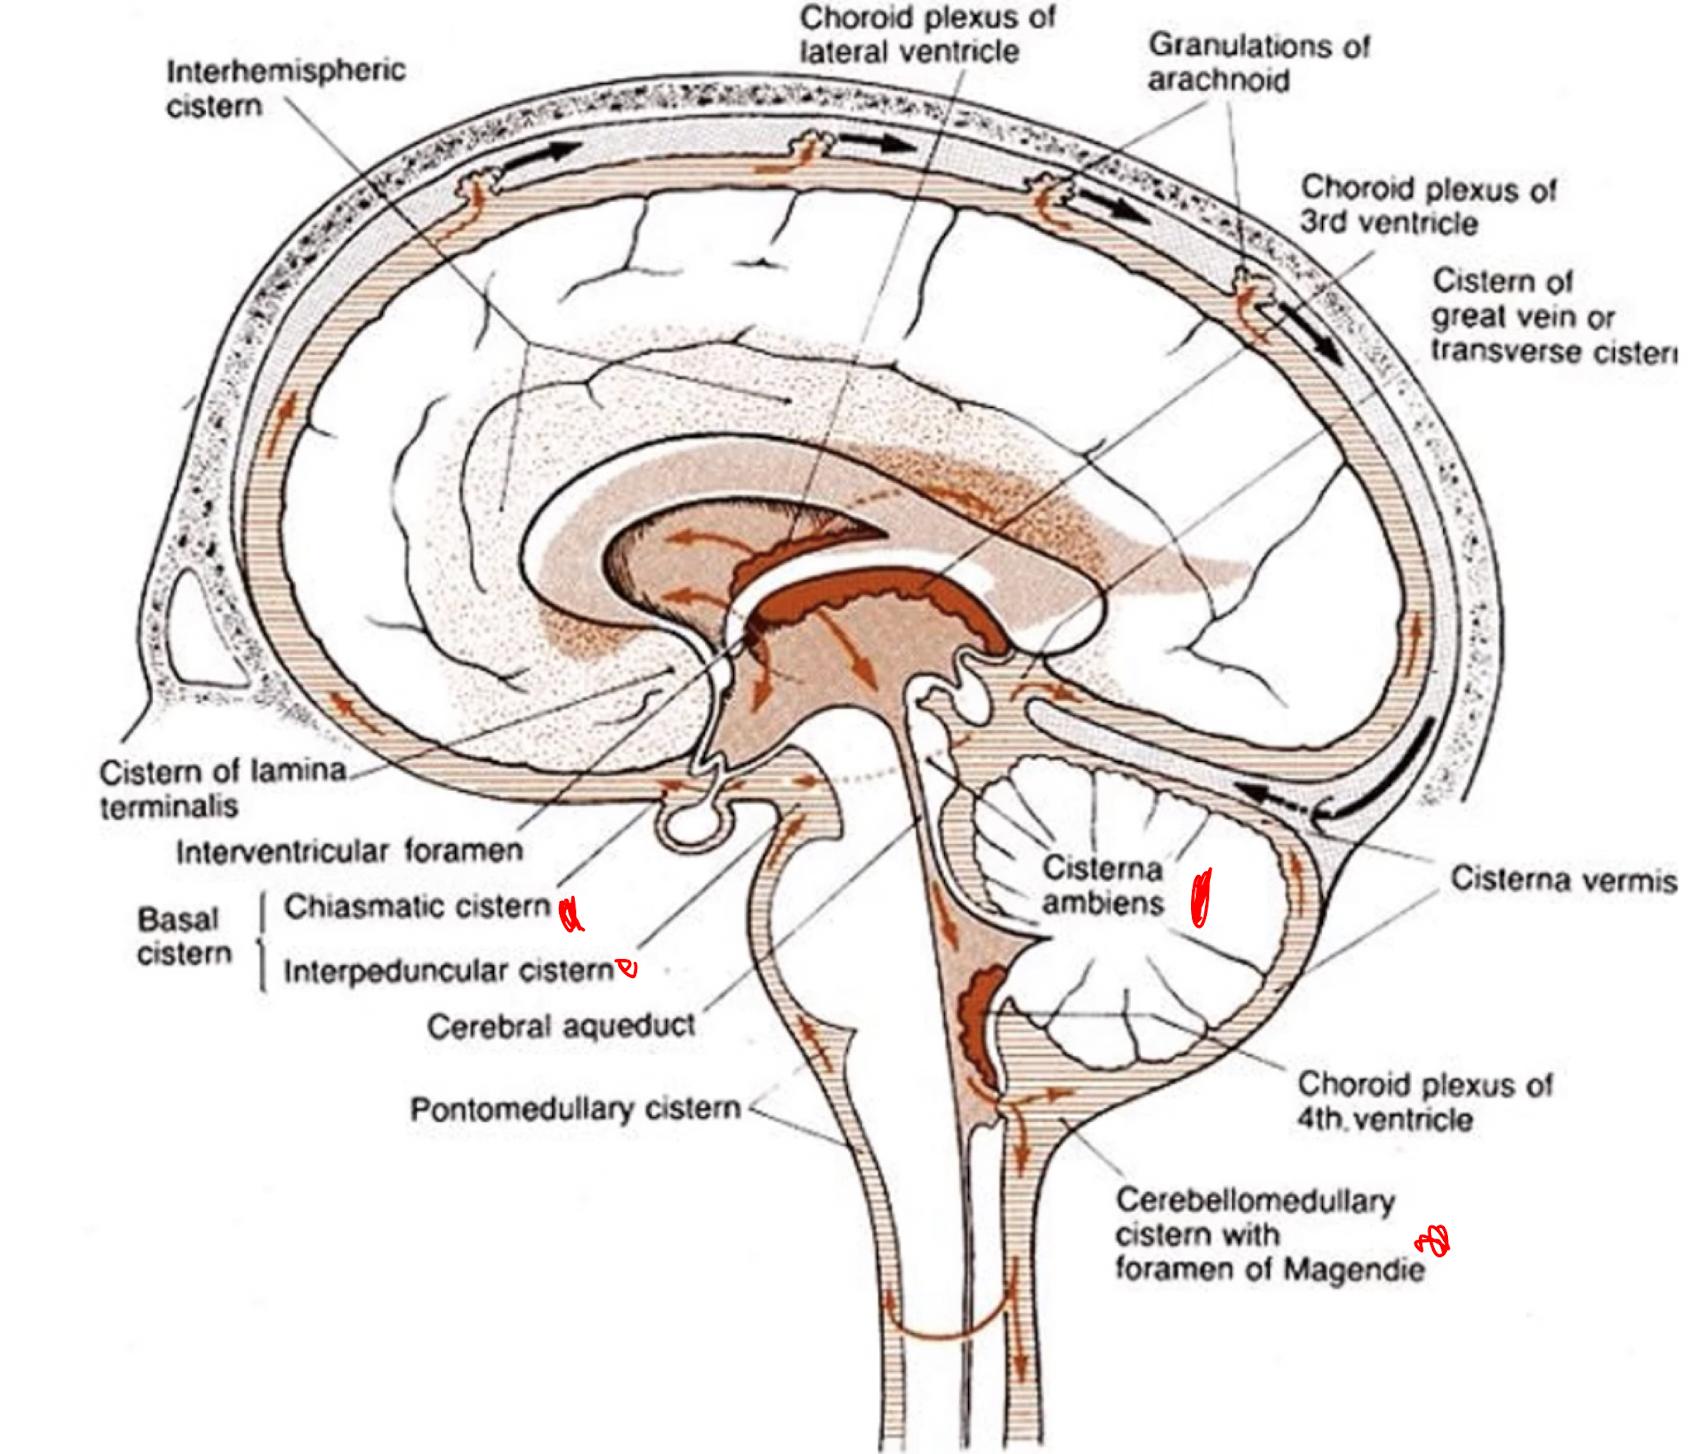 Choroid plexus of
lateral ventricle
Granulations of
arachnoid
Interhemispheric
cistern
Choroid plexus of
3rd ventricle
Cistern of
great vein or
transverse cistern
Cistern of lamina
terminalis
Interventricular foramen
Basal
cistern
Chiasmatic cistern
Interpeduncular cistern
Cerebral aqueduct
Pontomedullary cistern
Cisterna
ambiens
Cisterna vermis
Choroid plexus of
4th. ventricle
Cerebellomedullary
cistern with
foramen of Magendie